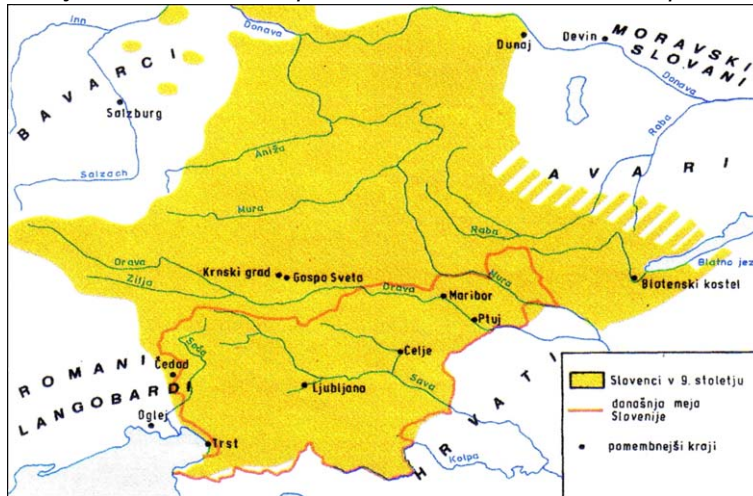 Inn
Donava
Dunaj
Devin
MORAVSKI
SLOVANI
Donava
BAVARCI
Salzburg
Raba
Salzach
Aniža
AVARI
Mura
Raba
Blatno jez
Drava
Krnski grad
Gospa Sveta
Zilja
Drava
Mura
Blatenski kostel
Maribor
Ptuj
Soča
Celje
ROMANI
Čedad
LANGOBARDI
Ljubljana
Sava
HRVATI
Oglej
Trst
Kolpa
Slovenci v 9. stoletju
današnja meja
Slovenije
pomembnejši kraji